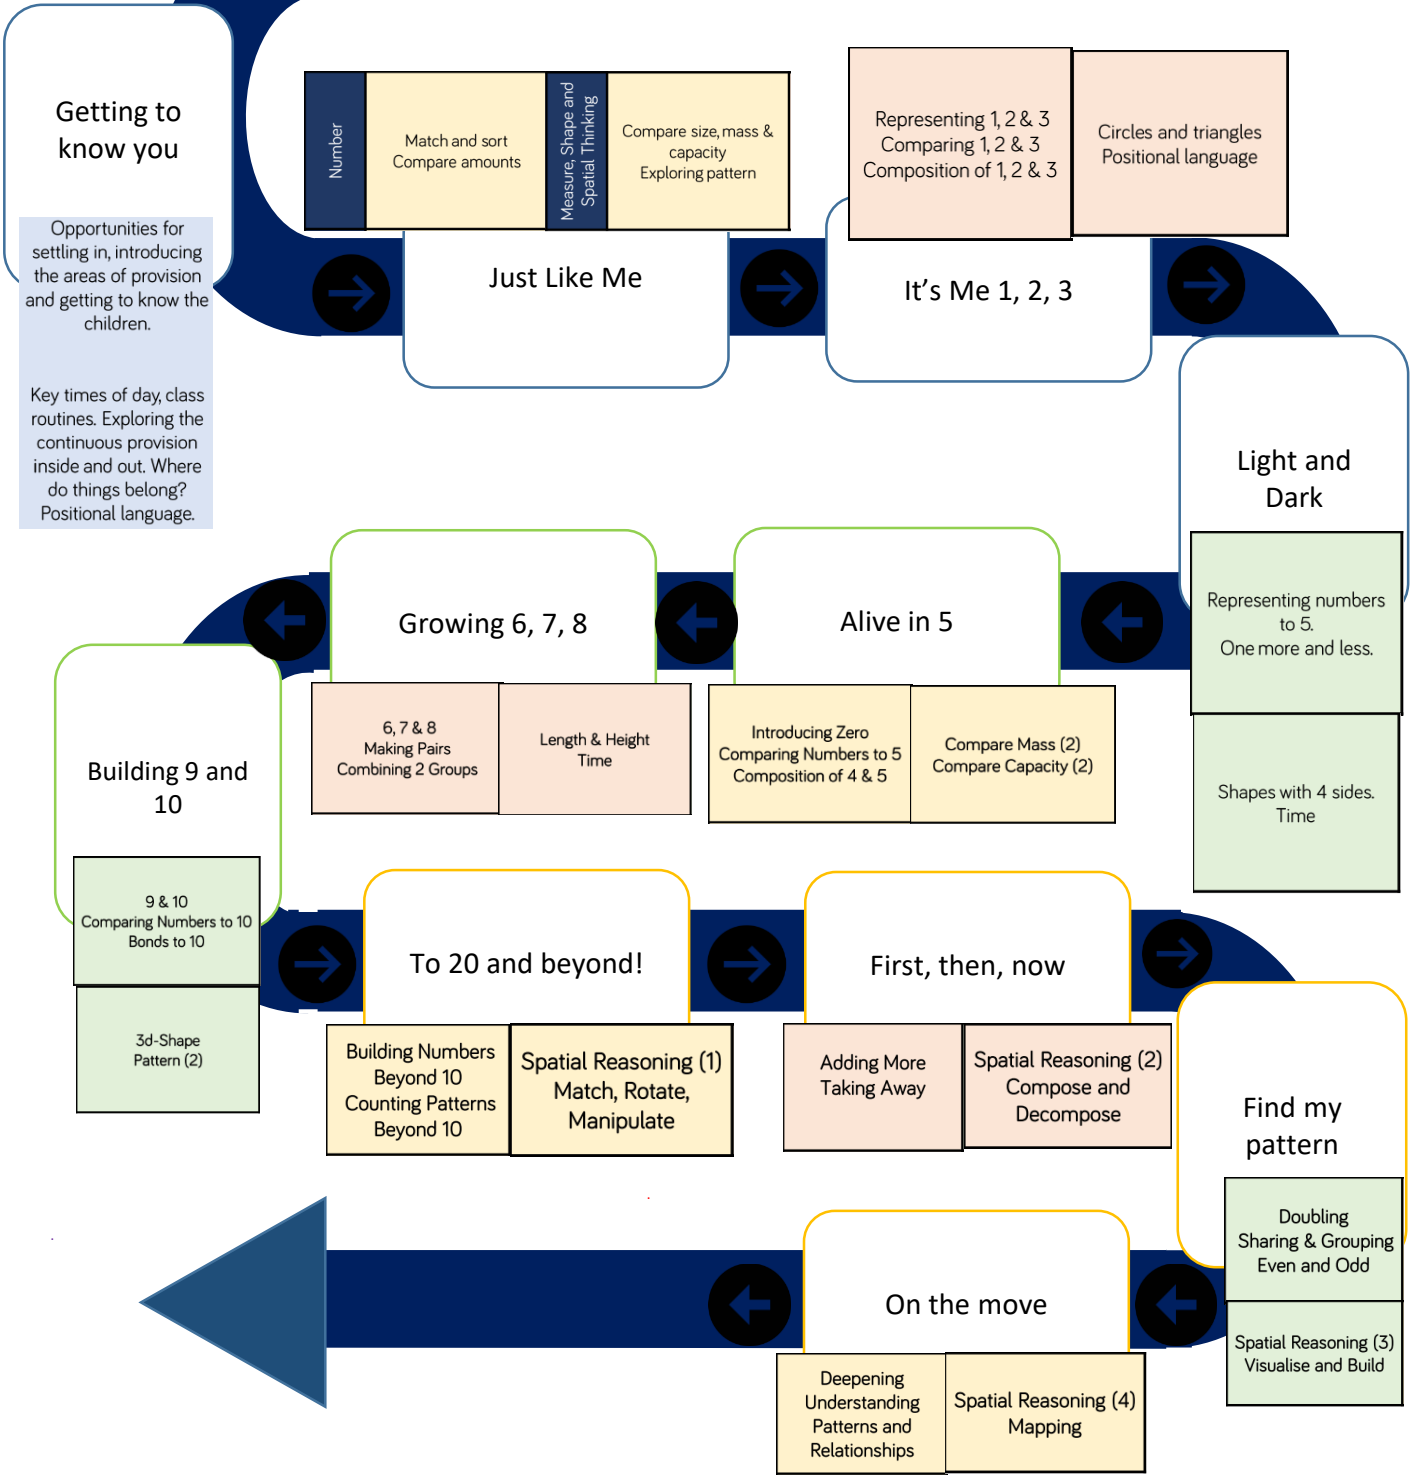 Getting to
know you
Opportunities for
settling in, introducing
the areas of provision
and getting to know the
children.
Key times of day, class
routines. Exploring the
continuous provision
inside and out. Where
do things belong?
Positional language.
Number
Match and sort
Compare amounts
Measure, Shape and
Spatial Thinking
Compare size, mass &
capacity
Exploring pattern
Just Like Me
Representing 1, 2 & 3
Comparing 1, 2 & 3
Composition of 1, 2 & 3
Circles and triangles
Positional language
It's Me 1, 2, 3
Light and
Dark
Representing numbers
to 5.
One more and less.
Shapes with 4 sides.
Time
Alive in 5
Introducing Zero
Comparing Numbers to 5
Composition of 4 & 5
Compare Mass (2)
Compare Capacity (2)
Growing 6, 7, 8
6, 7 & 8
Making Pairs
Combining 2 Groups
Length & Height
Time
Building 9 and
10
9 & 10
Comparing Numbers to 10
Bonds to 10
3d-Shape
Pattern (2)
To 20 and beyond!
Building Numbers
Beyond 10
Counting Patterns
Beyond 10
Spatial Reasoning (1)
Match, Rotate,
Manipulate
First, then, now
Adding More
Taking Away
Spatial Reasoning (2)
Compose and
Decompose
Find my
pattern
Doubling
Sharing & Grouping
Even and Odd
Spatial Reasoning (3)
Visualise and Build
On the move
Deepening
Understanding
Patterns and
Relationships
Spatial Reasoning (4)
Mapping